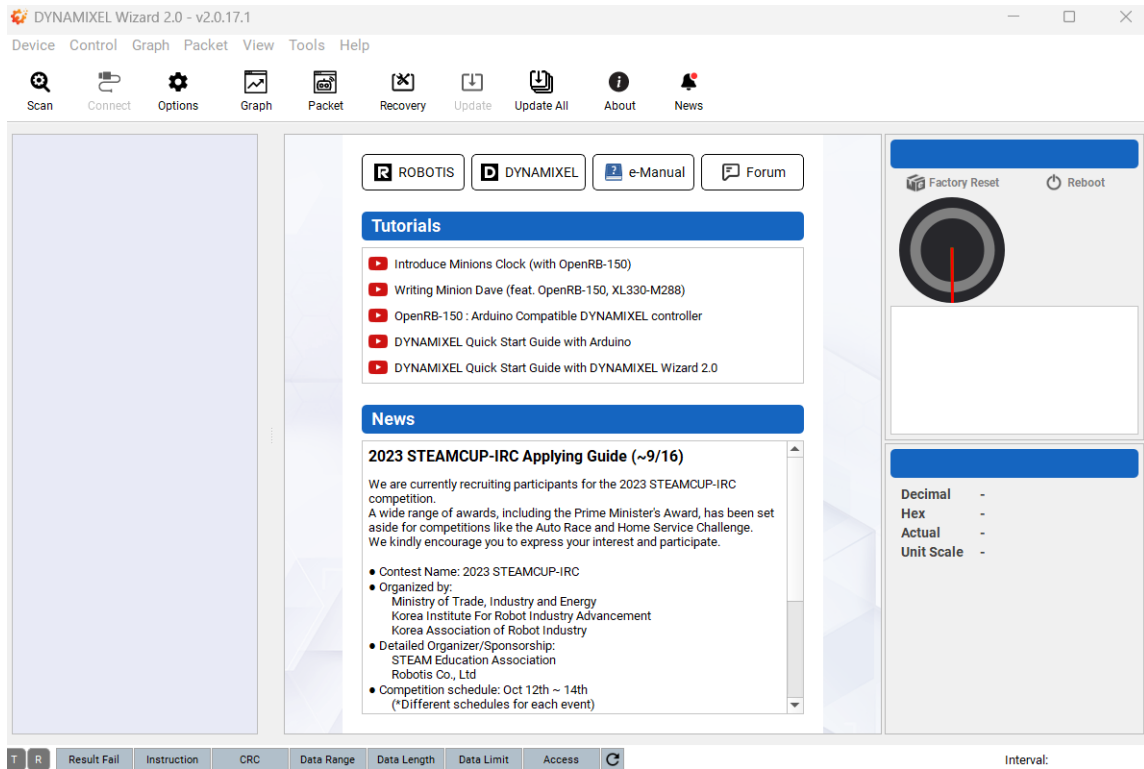 DYNAMIXEL Wizard 2.0 - v2.0.17.1
Device Control Graph Packet View Tools Help
Scan Connect Options Graph Packet Recovery Update Update All About News
ROBOTIS DYNAMIXEL e-Manual Forum
Factory Reset Reboot
Tutorials
Introduce Minions Clock (with OpenRB-150)
Writing Minion Dave (feat. OpenRB-150, XL330-M288)
OpenRB-150 : Arduino Compatible DYNAMIXEL controller
DYNAMIXEL Quick Start Guide with Arduino
DYNAMIXEL Quick Start Guide with DYNAMIXEL Wizard 2.0
News
2023 STEAMCUP-IRC Applying Guide (~9/16)
We are currently recruiting participants for the 2023 STEAMCUP-IRC
competition.
A wide range of awards, including the Prime Minister's Award, has been set
aside for competitions like the Auto Race and Home Service Challenge.
We kindly encourage you to express your interest and participate.
● Contest Name: 2023 STEAMCUP-IRC
● Organized by:
Ministry of Trade, Industry and Energy
Korea Institute For Robot Industry Advancement
Korea Association of Robot Industry
● Detailed Organizer/Sponsorship:
STEAM Education Association
Robotis Co., Ltd
● Competition schedule: Oct 12th ~ 14th
(*Different schedules for each event)
Decimal -
Hex -
Actual -
Unit Scale -
T R Result Fail Instruction CRC Data Range Data Length Data Limit Access Interval: